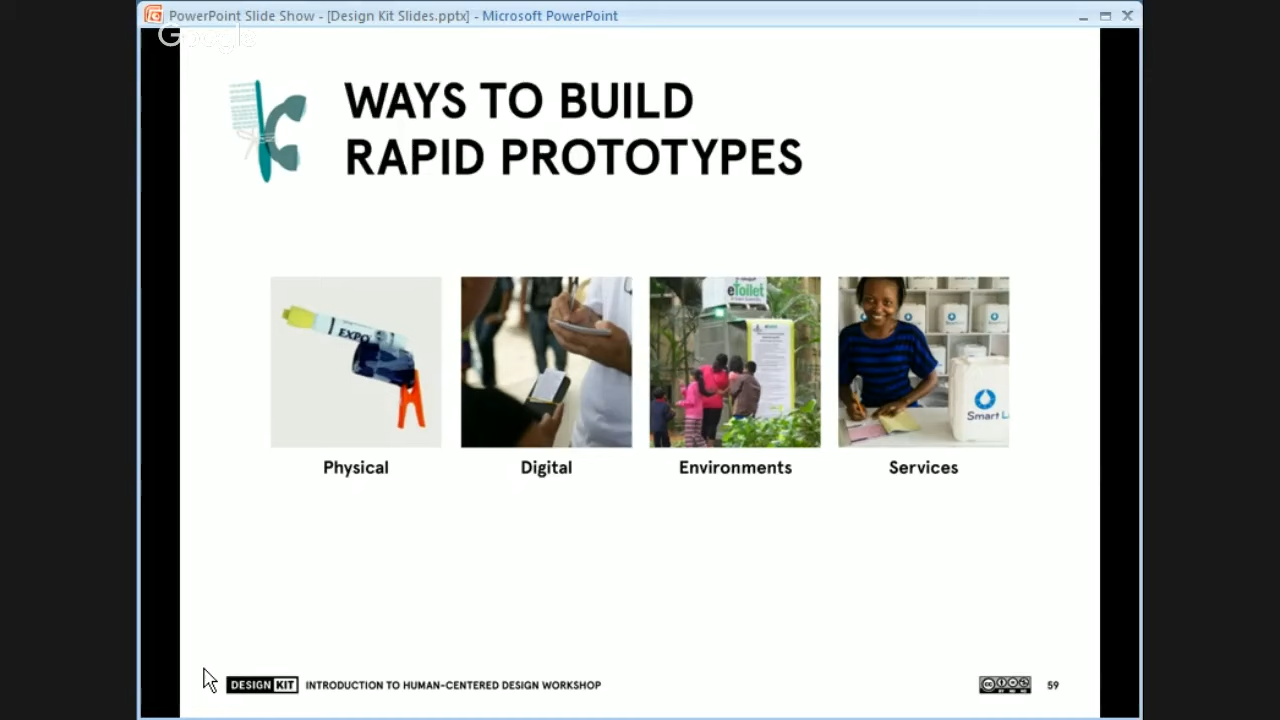 PowerPoint Slide Show - [Design Kit Slides.pptx] - Microsoft PowerPoint
Google
WAYS TO BUILD
RAPID PROTOTYPES
EXPO
eToilet
Smart L
Physical
Digital
Environments
Services
DESIGN KIT INTRODUCTION TO HUMAN-CENTERED DESIGN WORKSHOP
59